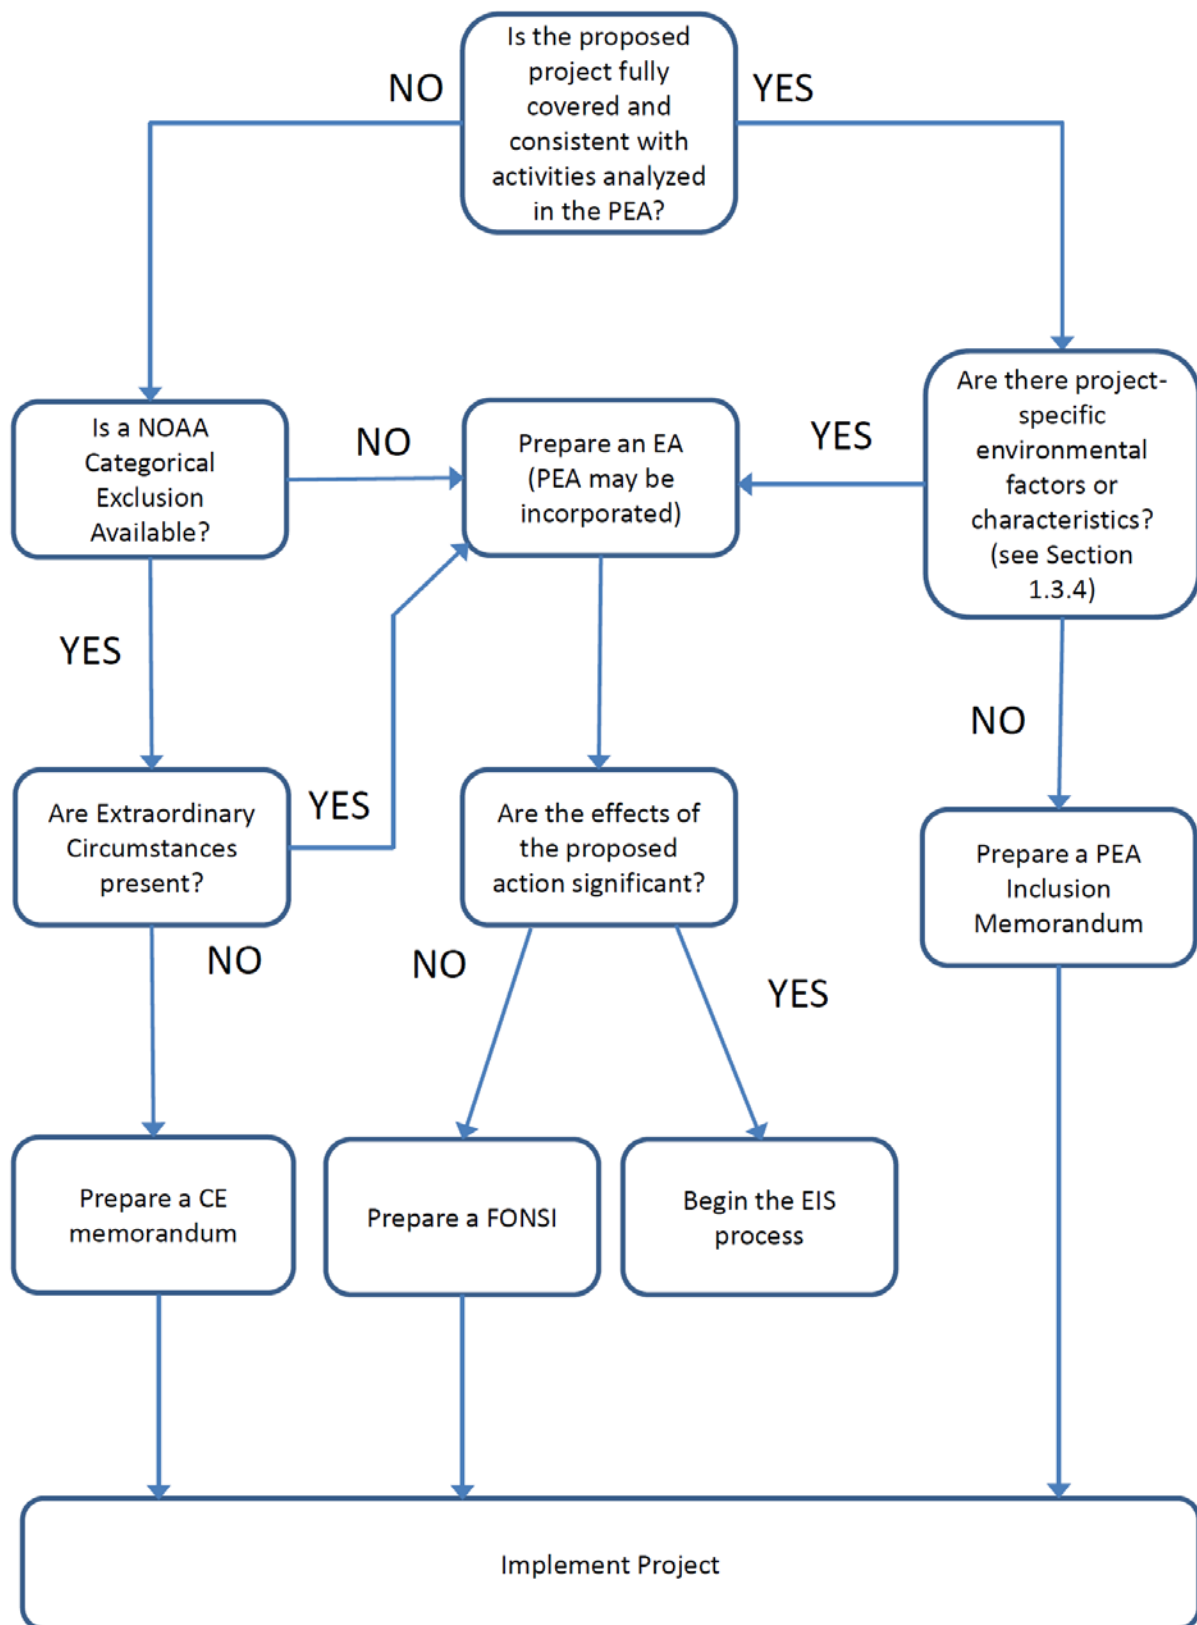 Is the proposed
project fully
covered and
consistent with
activities analyzed
in the PEA?
NO
YES
Is a NOAA
Categorical
Exclusion
Available?
NO
Prepare an EA
(PEA may be
incorporated)
YES
Are there project-
specific
environmental
factors or
characteristics?
(see Section
1.3.4)
YES
NO
Are Extraordinary
Circumstances
present?
YES
Are the effects of
the proposed
action significant?
Prepare a PEA
Inclusion
Memorandum
NO
NO
YES
Prepare a CE
memorandum
Prepare a FONSI
Begin the EIS
process
Implement Project